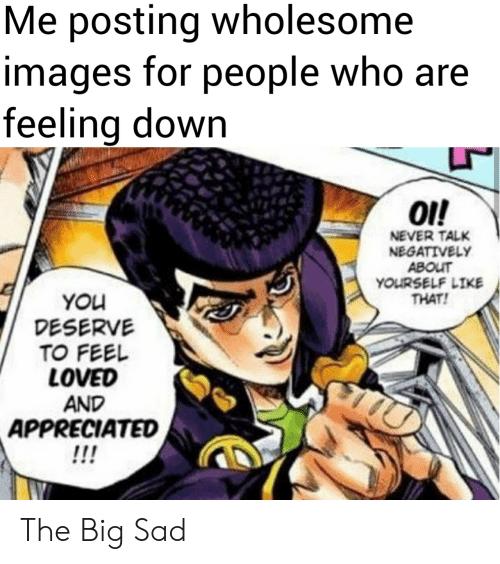 Me posting wholesome
images for people who are
feeling down
OI!
NEVER TALK
NEGATIVELY
ABOUT
YOURSELF LIKE
THAT!
YOU
DESERVE
TO FEEL
LOVED
AND
APPRECIATED
!!!
The Big Sad